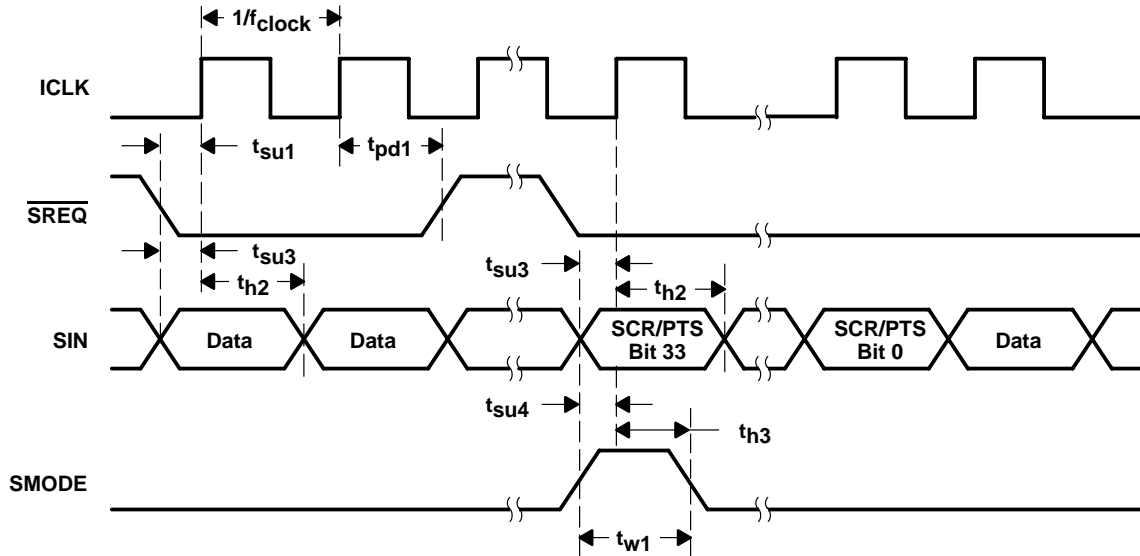 1/fclock
ICLK
tsu1
tpd1
SREQ
tsu3
th2
tsu3
th2
SIN
Data
Data
SCR/PTS
Bit 33
SCR/PTS
Bit 0
Data
tsu4
th3
SMODE
tw1